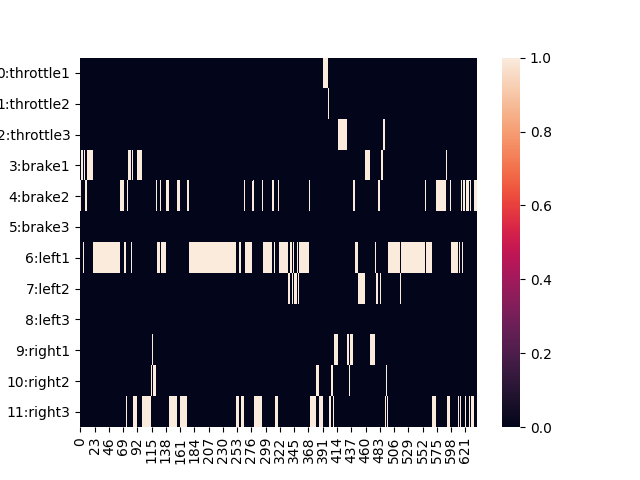 0:throttle1
1:throttle2
2:throttle3
3:brake1
4:brake2
5:brake3
6:left1
7:left2
8:left3
9:right1
10:right2
11:right3
0 23 46 69 92 115 138 161 184 207 230 253 276 299 322 345 368 391 414 437 460 483 506 529 552 575 598 621
1.0
0.8
0.6
0.4
0.2
0.0